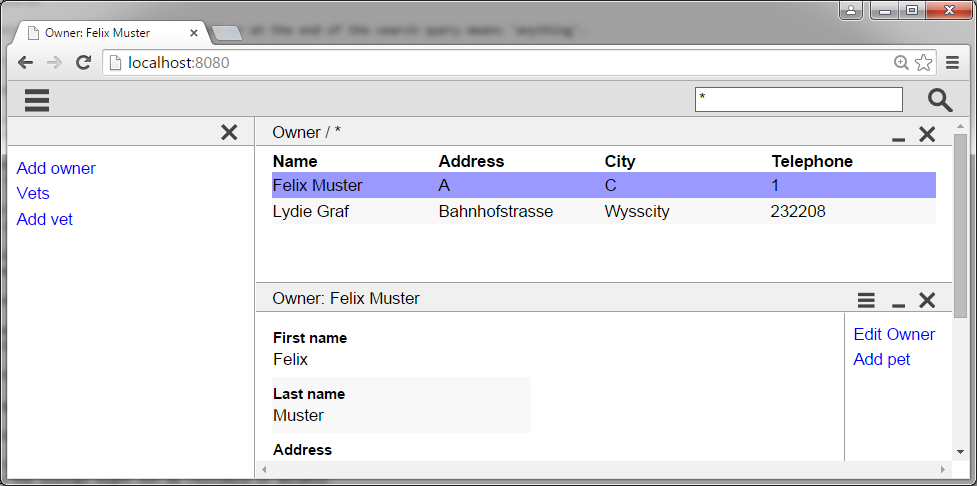 at the end of the search query means 'anything'.
Owner: Felix Muster
localhost:8080
*
Owner / *
Name Address City Telephone
Felix Muster A C 1
Lydie Graf Bahnhofstrasse Wysscity 232208
Add owner
Vets
Add vet
Owner: Felix Muster
First name
Felix
Last name
Muster
Address
Edit Owner
Add pet